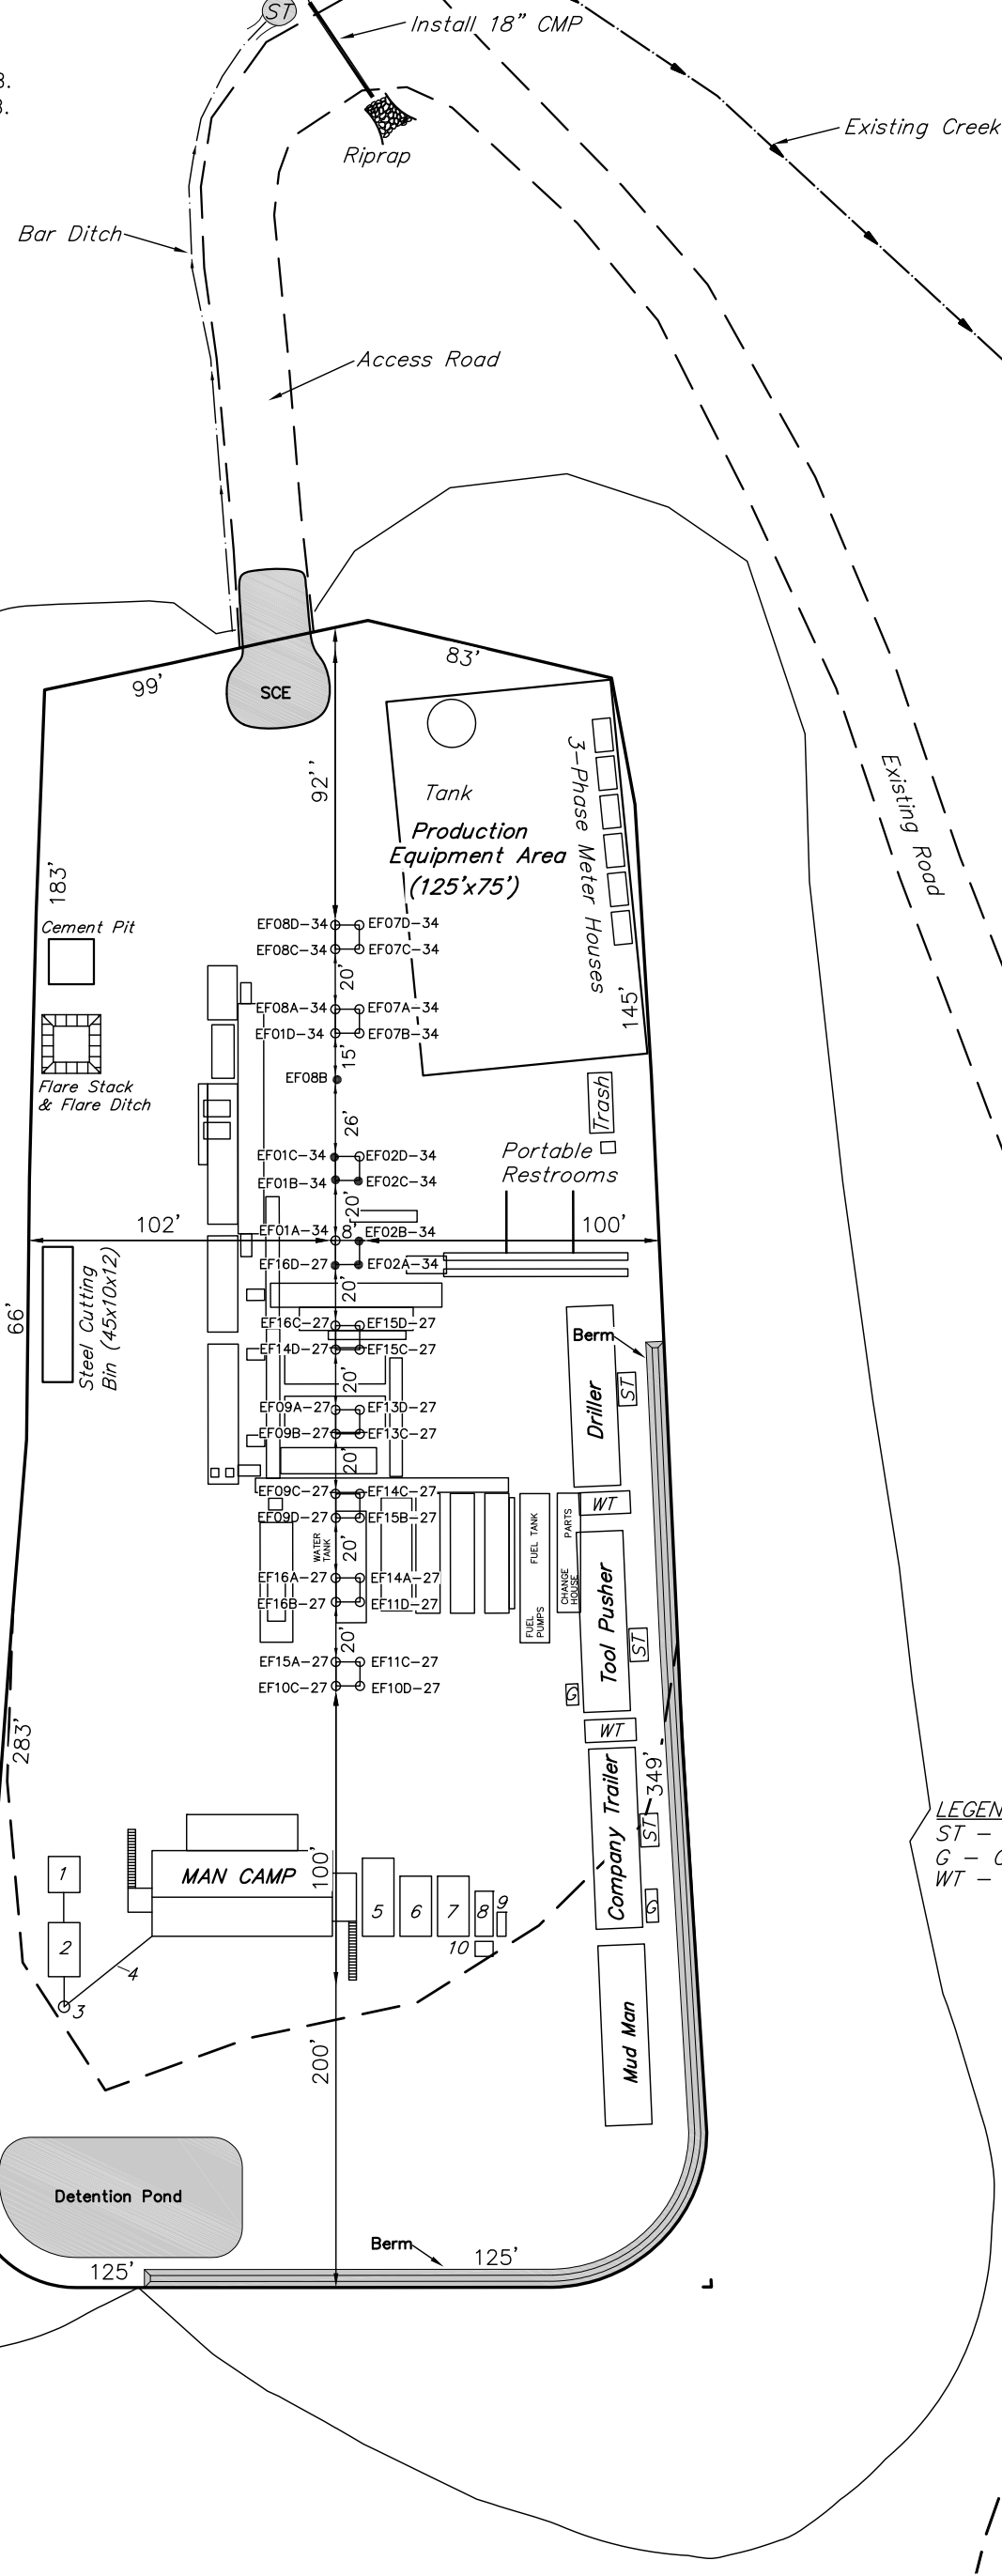 ST
Install 18" CMP
3.
3.
Existing Creek
Riprap
Bar Ditch
Access Road
99'
83'
SCE
92''
Tank
Production
Equipment Area
(125'x75')
3-Phase Meter Houses
Existing Road
183'
Cement Pit
EF08D-34 EF07D-34
EF08C-34 EF07C-34
20'
145'
EF08A-34 EF07A-34
EF01D-34 EF07B-34
15'
Flare Stack
& Flare Ditch
EF08B
Trash
26'
Portable
Restrooms
EF01C-34 EF02D-34
EF01B-34 EF02C-34
20'
102'
EF01A-34 8' EF02B-34
100'
EF16D-27 EF02A-34
20'
66'
Steel Cutting
Bin (45x10x12)
EF16C-27 EF15D-27
EF14D-27 EF15C-27
Berm
20'
Driller
ST
EF09A-27 EF13D-27
EF09B-27 EF13C-27
20'
EF09C-27 EF14C-27
EF09D-27 EF15B-27
WT
WATER
TANK
20'
FUEL TANK
FUEL
PUMPS
PARTS
CHANGE
HOUSE
EF16A-27 EF14A-27
EF16B-27 EF11D-27
20'
Tool Pusher
ST
EF15A-27 EF11C-27
EF10C-27 EF10D-27
G
WT
283'
349'
Company Trailer
ST
LEGEN
ST -
G -
WT -
MAN CAMP
100'
1
2
3
4
5
6
7
8
9
10
G
200'
Mud Man
Detention Pond
Berm
125'
125'